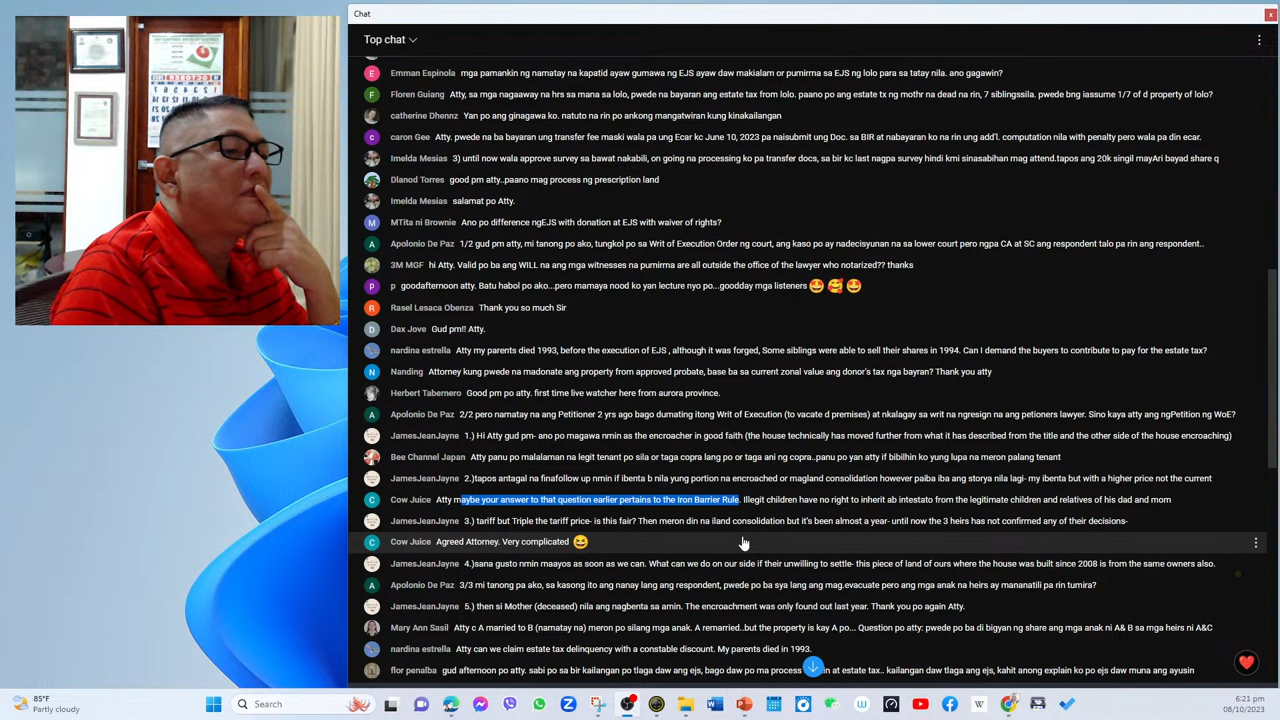 Chat
Top chat
Emman Espinola mga pamankin ng namatay na kapatid ayaw gumawa ng EJS ayaw daw makialam or pumirma sa EJS ng lolo para sa tatay nila. ano gagawin?
F Floren Guiang Atty, sa mga nagaaway na hrs sa mana sa lolo, pwede na bayaran ang estate tax from lolo. paano po ang estate tx ng mothr na dead na rin, 7 siblingssila. pwede bng iassume 1/7 of d property of lolo?
catherine Dhennz Yan po ang ginagawa ko. natuto na rin po ankong mangatwiran kung kinakailangan
c caron Gee Atty. pwede na ba bayaran ung transfer fee maski wala pa ung Ecar kc June 10, 2023 pa naisubmit ung Doc sa BIR at nabayaran ko na rin ung add'l. computation nila with penalty pero wala pa din ecar.
Imelda Mesias 3) until now wala approve survey sa bawat nakabili, on going na processing ko pa transfer docs, sa bir kc last nagpa survey hindi kmi sinasabihan mag attend.tapos ang 20k singil mayAri bayad share q
Dlanod Torres good pm atty..paano mag process ng prescription land
Imelda Mesias salamat po Atty.
M MTita ni Brownie Ano po difference ngEJS with donation at EJS with waiver of rights?
A Apolonio De Paz 1/2 gud pm atty, mi tanong po ako, tungkol po sa Writ of Execution Order ng court, ang kaso po ay nadecisyunan na sa lower court pero ngpa CA at SC ang respondent talo pa rin ang respondent..
3M MGF hi Atty. Valid po ba ang WILL na ang mga witnesses na pumirma are all outside the office of the lawyer who notarized?? thanks
p p goodafternoon atty. Batu habol po ako...pero mamaya nood ko yan lecture nyo po...goodday mga listeners 🤩🥰🤩
R Rasel Lesaca Obenza Thank you so much Sir
D Dax Jove Gud pm!! Atty.
nardina estrella Atty my parents died 1993, before the execution of EJS , although it was forged, Some siblings were able to sell their shares in 1994. Can I demand the buyers to contribute to pay for the estate tax?
N Nanding Attorney kung pwede na madonate ang property from approved probate, base ba sa current zonal value ang donor's tax nga bayran? Thank you atty
Herbert Tabernero Good pm po atty. first time live watcher here from aurora province.
A Apolonio De Paz 2/2 pero namatay na ang Petitioner 2 yrs ago bago dumating itong Writ of Execution (to vacate d premises) at nkalagay sa writ na ngresign na ang petioners lawyer. Sino kaya atty ang ngPetition ng WoE?
JamesJeanJayne 1.) Hi Atty gud pm- ano po magawa nmin as the encroacher in good faith (the house technically has moved further from what it has described from the title and the other side of the house encroaching)
Bee Channel Japan Atty panu po malalaman na legit tenant po sila or taga copra lang po or taga ani ng copra..panu po yan atty if bibilhin ko yung lupa na meron palang tenant
JamesJeanJayne 2.)tapos antagal na finafollow up nmin if ibenta b nila yung portion na encroached or magland consolidation however paiba iba ang storya nila lagi- my ibenta but with a higher price not the current
C Cow Juice Atty maybe your answer to that question earlier pertains to the Iron Barrier Rule. Illegit children have no right to inherit ab intestato from the legitimate children and relatives of his dad and mom
JamesJeanJayne 3.) tariff but Triple the tariff price- is this fair? Then meron din na iland consolidation but it's been almost a year- until now the 3 heirs has not confirmed any of their decisions-
C Cow Juice Agreed Attorney. Very complicated 😆
JamesJeanJayne 4.)sana gusto nmin maayos as soon as we can. What can we do on our side if their unwilling to settle- this piece of land of ours where the house was built since 2008 is from the same owners also.
A Apolonio De Paz 3/3 mi tanong pa ako, sa kasong ito ang nanay lang ang respondent, pwede po ba sya lang ang mag.evacuate pero ang mga anak na heirs ay mananatili pa rin tumira?
JamesJeanJayne 5.) then si Mother (deceased) nila ang nagbenta sa amin. The encroachment was only found out last year. Thank you po again Atty.
Mary Ann Sasil Atty c A married to B (namatay na) meron po silang mga anak. A remarried..but the property is kay A po... Question po atty: pwede po ba di bigyan ng share ang mga anak ni A& B sa mga heirs ni A&C
nardina estrella Atty can we claim estate tax delinquency with a constable discount. My parents died in 1993.
flor penalba gud afternoon po atty. sabi po sa bir kailangan po tlaga daw ang ejs, bago daw po ma process at estate tax.. kailangan daw tlaga ng ejs, kahit anong explain ko po ejs daw muna ang ayusin
85°F
Partly cloudy
Search
6:21 pm
08/10/2023